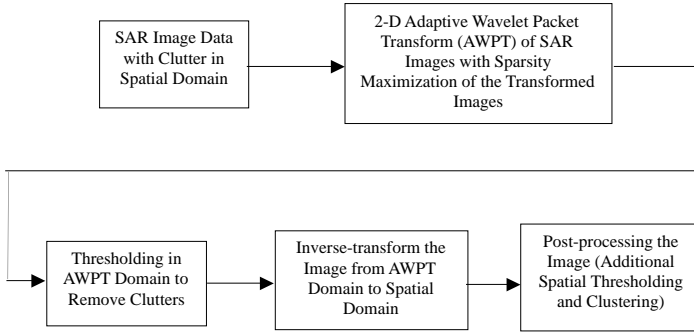 SAR Image Data
with Clutter in
Spatial Domain
2-D Adaptive Wavelet Packet
Transform (AWPT) of SAR
Images with Sparsity
Maximization of the Transformed
Images
Thresholding in
AWPT Domain to
Remove Clutters
Inverse-transform the
Image from AWPT
Domain to Spatial
Domain
Post-processing the
Image (Additional
Spatial Thresholding
and Clustering)